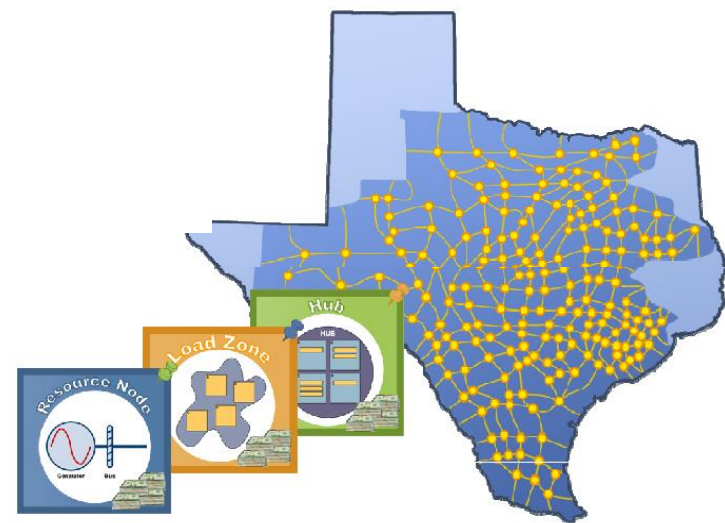 Hub
HUB
Load Zone
Resource Node
Generator
Bus